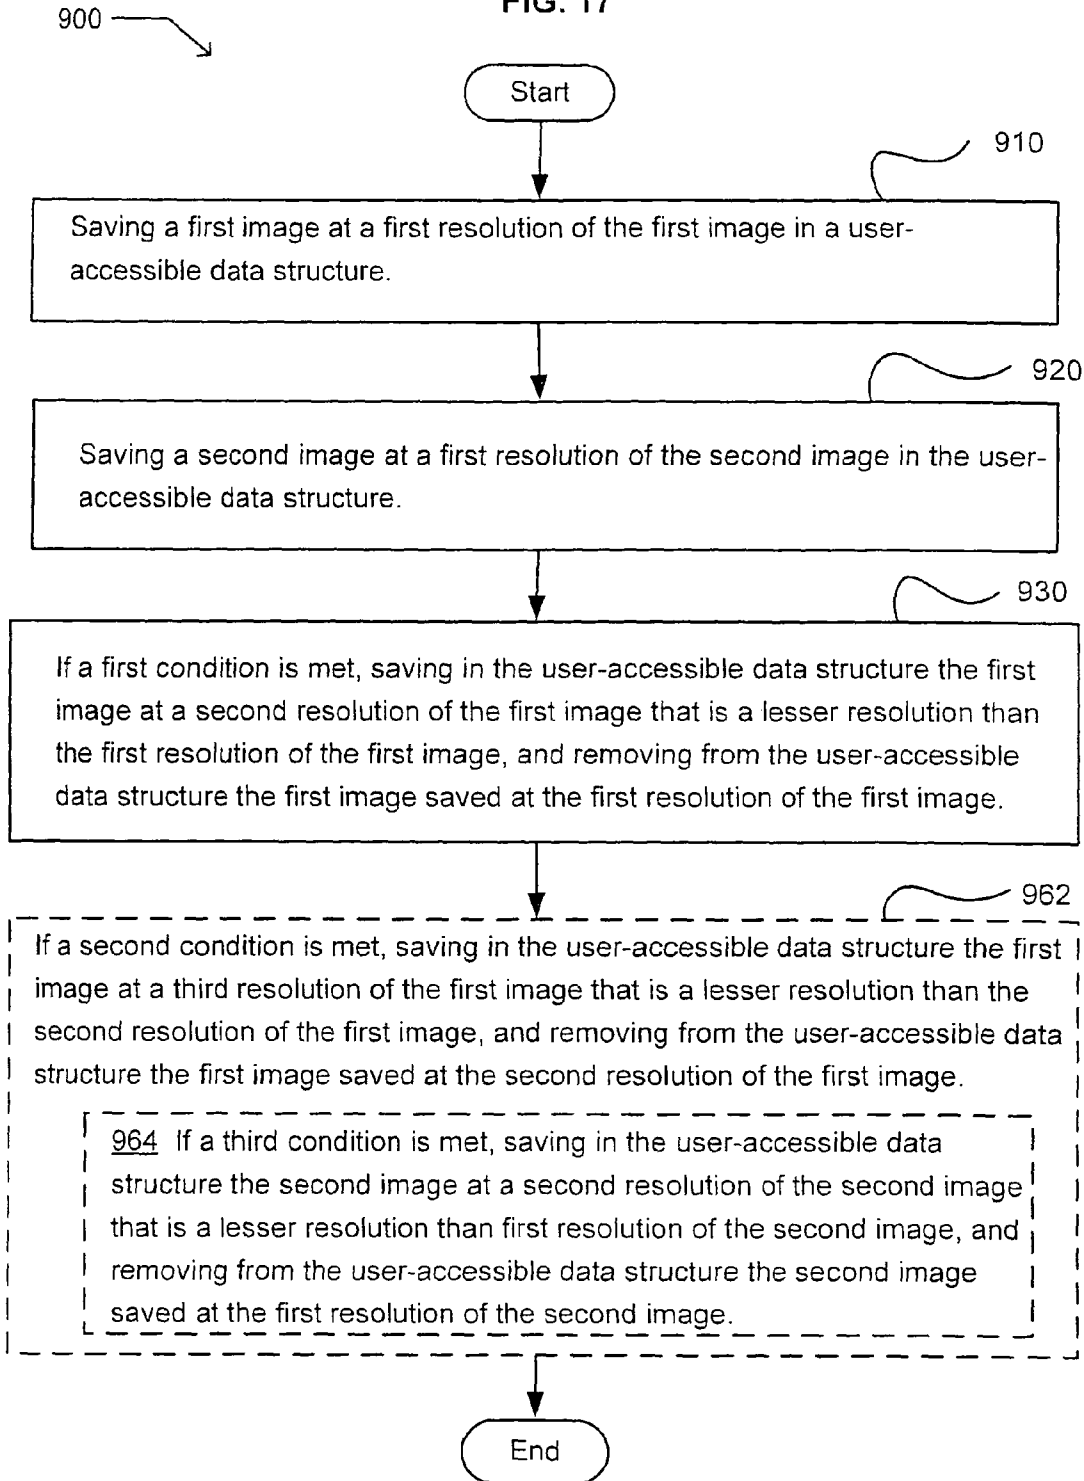 FIG. 17
900
Start
910
Saving a first image at a first resolution of the first image in a user-
accessible data structure.
920
Saving a second image at a first resolution of the second image in the user-
accessible data structure.
930
If a first condition is met, saving in the user-accessible data structure the first
image at a second resolution of the first image that is a lesser resolution than
the first resolution of the first image, and removing from the user-accessible
data structure the first image saved at the first resolution of the first image.
962
If a second condition is met, saving in the user-accessible data structure the first
image at a third resolution of the first image that is a lesser resolution than the
second resolution of the first image, and removing from the user-accessible data
structure the first image saved at the second resolution of the first image.
964 If a third condition is met, saving in the user-accessible data
structure the second image at a second resolution of the second image
that is a lesser resolution than first resolution of the second image, and
removing from the user-accessible data structure the second image
saved at the first resolution of the second image.
End